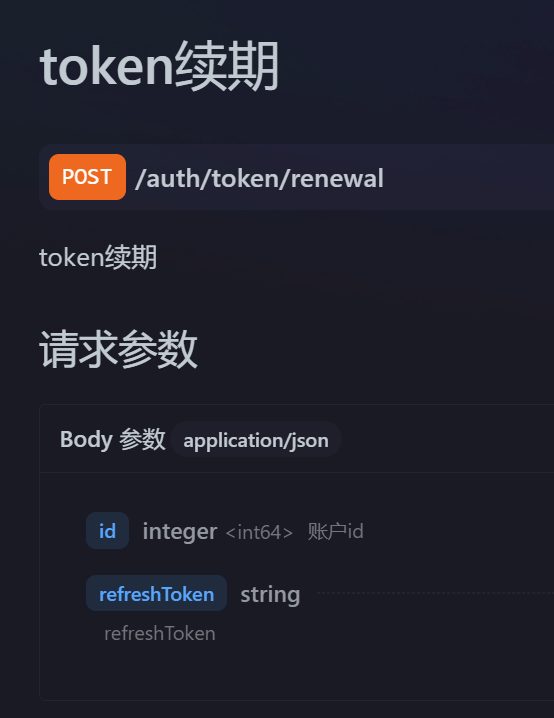 token续期
POST /auth/token/renewal
token续期
请求参数
Body 参数 application/json
id integer <int64> 账户id
refreshToken string
refreshToken